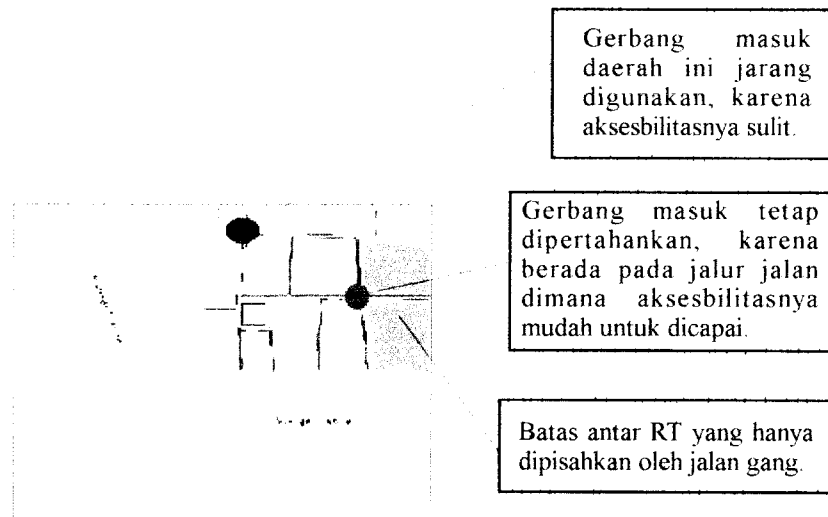 Gerbang masuk
daerah ini jarang
digunakan, karena
aksesbilitasnya sulit.
Gerbang masuk tetap
dipertahankan, karena
berada pada jalur jalan
dimana aksesbilitasnya
mudah untuk dicapai.
Batas antar RT yang hanya
dipisahkan oleh jalan gang.